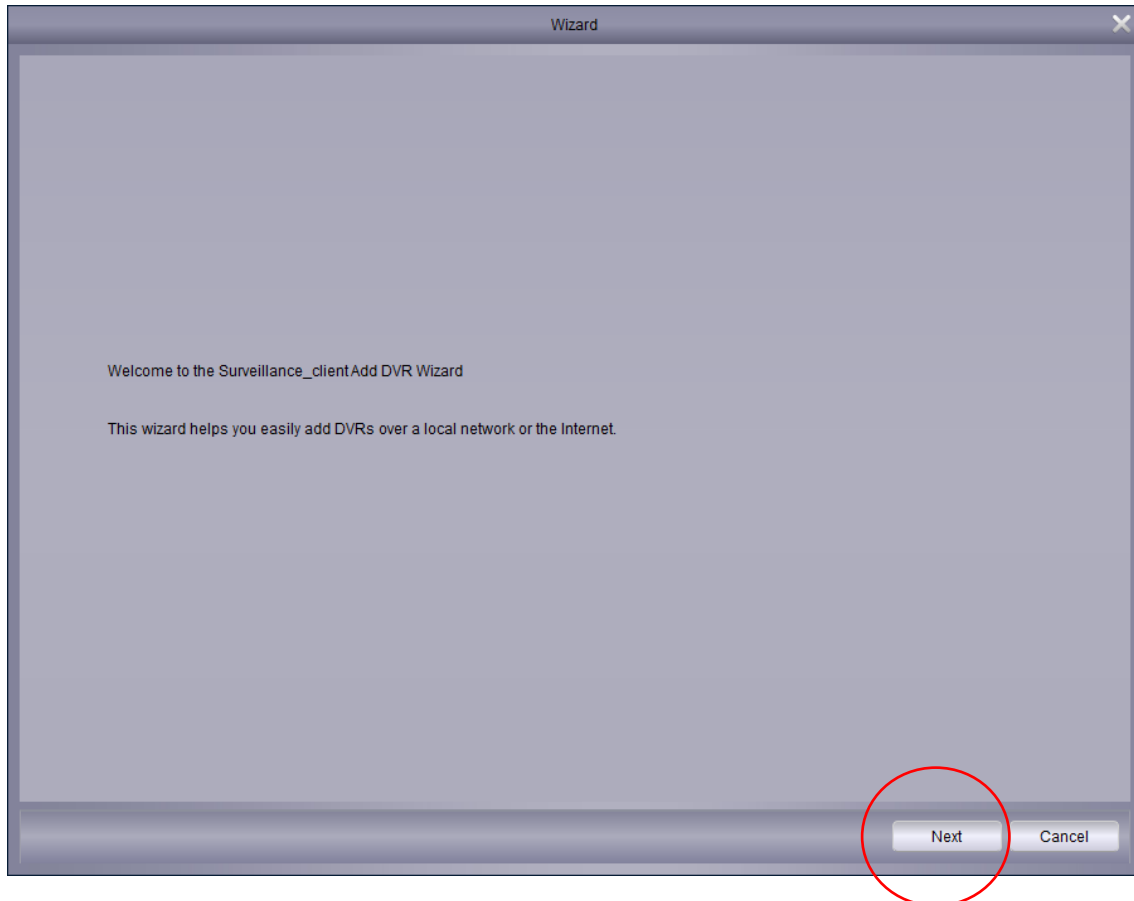 Wizard
Welcome to the Surveillance_client Add DVR Wizard
This wizard helps you easily add DVRs over a local network or the Internet.
Next Cancel